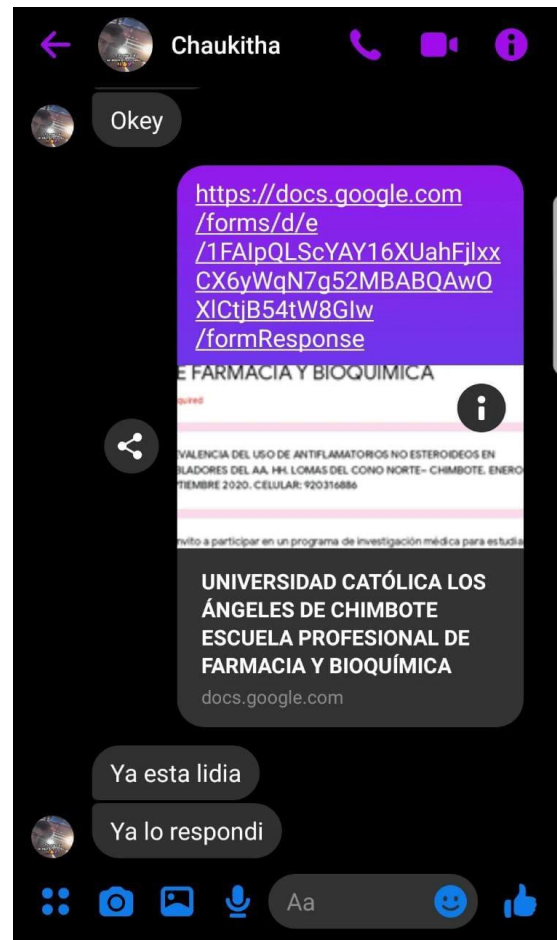 Chaukitha
Okey
https://docs.google.com
/forms/d/e
/1FAIpQLScYAY16XUahFjlxx
CX6yWqN7g52MBABQAwO
XlCtjB54tW8GIw
/formResponse
E FARMACIA Y BIOQUIMICA
quired
EVALENCIA DEL USO DE ANTIFLAMATORIOS NO ESTEROIDEOS EN
BLADORES DEL AA. HH. LOMAS DEL CONO NORTE– CHIMBOTE. ENERO
TIEMBRE 2020. CELULAR: 920316886
nvito a participar en un programa de investigación médica para estudia
UNIVERSIDAD CATÓLICA LOS
ÁNGELES DE CHIMBOTE
ESCUELA PROFESIONAL DE
FARMACIA Y BIOQUÍMICA
docs.google.com
Ya esta lidia
Ya lo respondi
Aa